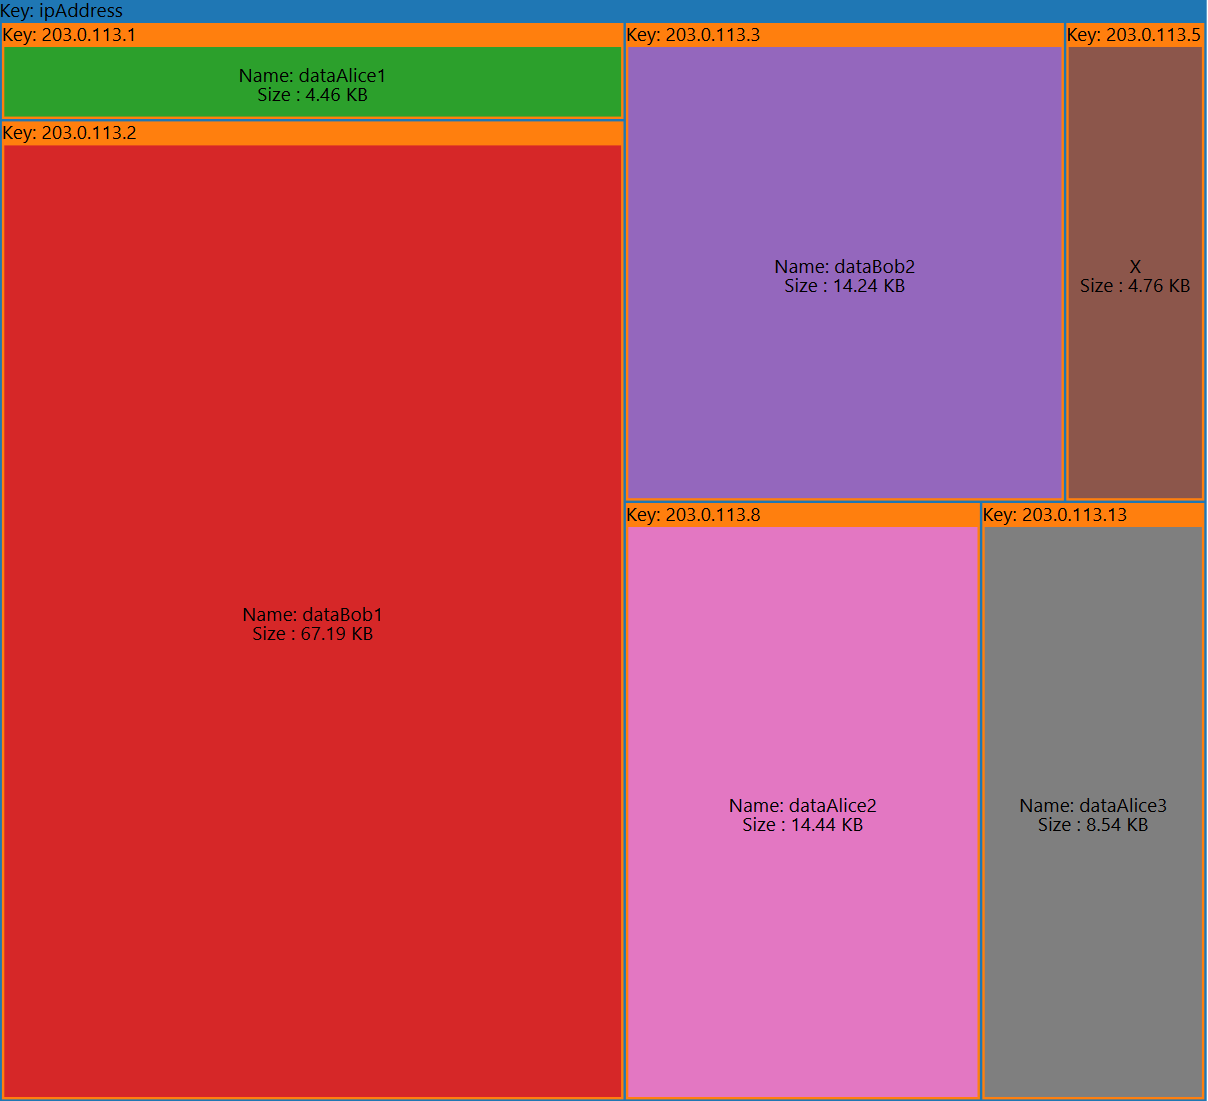 Key: ipAddress
Key: 203.0.113.1
Name: dataAlice1
Size : 4.46 KB
Key: 203.0.113.2
Name: dataBob1
Size : 67.19 KB
Key: 203.0.113.3
Name: dataBob2
Size : 14.24 KB
Key: 203.0.113.5
X
Size : 4.76 KB
Key: 203.0.113.8
Name: dataAlice2
Size : 14.44 KB
Key: 203.0.113.13
Name: dataAlice3
Size : 8.54 KB